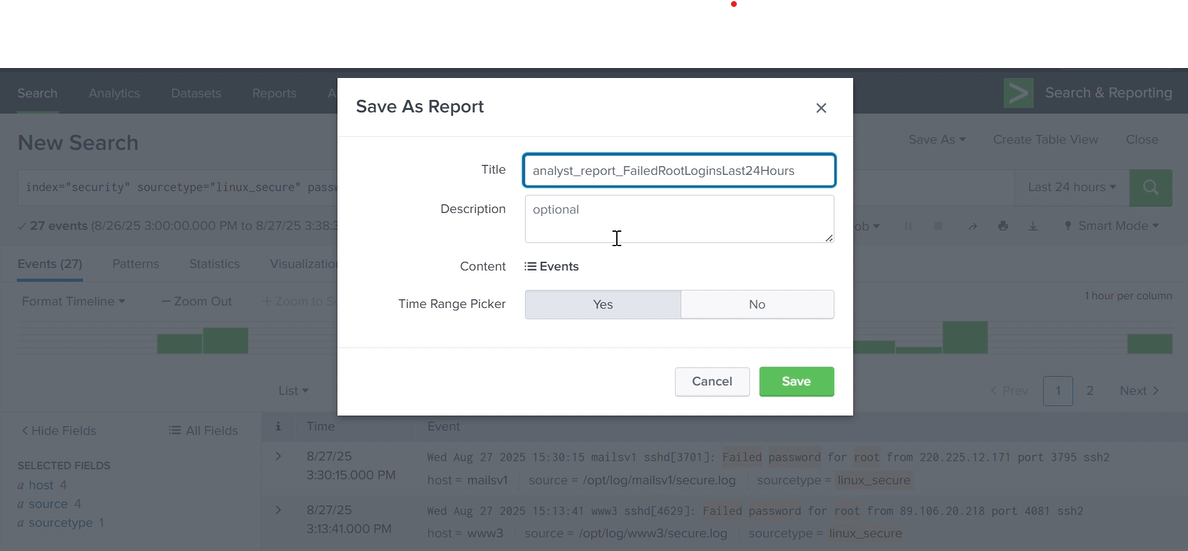 Search Analytics Datasets Reports A Search & Reporting
Save As Report
New Search
Save As Create Table View Close
Title analyst_report_FailedRootLoginsLast24Hours
index="security" sourcetype="linux_secure" passw Last 24 hours
Description optional
27 events (8/26/25 3:00:00.000 PM to 8/27/25 3:38:3 ob Smart Mode
Events (27) Patterns Statistics Visualizatio
Content Events
Format Timeline Zoom Out + Zoom to Se 1 hour per column
Time Range Picker Yes No
Cancel Save
List Prev 1 2 Next
Hide Fields All Fields i Time Event
SELECTED FIELDS
a host 4
a source 4
a sourcetype 1
8/27/25 Wed Aug 27 2025 15:30:15 mailsv1 sshd[3701]: Failed password for root from 220.225.12.171 port 3795 ssh2
3:30:15.000 PM host = mailsv1 source = /opt/log/mailsv1/secure.log sourcetype = linux_secure
8/27/25 Wed Aug 27 2025 15:13:41 www3 sshd[4629]: Failed password for root from 89.106.20.218 port 4081 ssh2
3:13:41.000 PM host = www3 source = /opt/log/www3/secure.log sourcetype = linux_secure